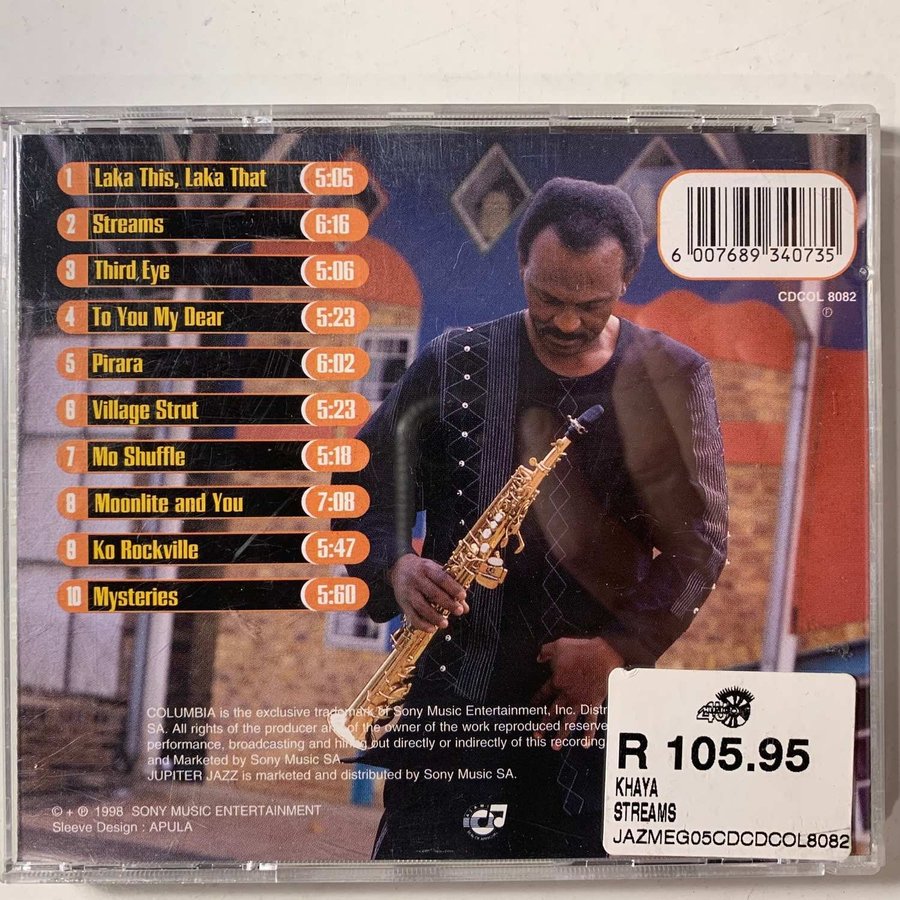 1 Laka This, Laka That 5:05
2 Streams 6:16
3 Third Eye 5:06
4 To You My Dear 5:23
5 Pirara 6:02
6 Village Strut 5:23
7 Mo Shuffle 5:18
8 Moonlite and You 7:08
9 Ko Rockville 5:47
10 Mysteries 5:60
6 007689 340735
CDCOL 8082
P
COLUMBIA is the exclusive trademark of Sony Music Entertainment, Inc. Distr
SA. All rights of the producer and of the owner of the work reproduced reserve
performance, broadcasting and hiring out directly or indirectly of this recording
and Marketed by Sony Music SA
JUPITER JAZZ is marketed and distributed by Sony Music SA.
© + ℗ 1998 SONY MUSIC ENTERTAINMENT
Sleeve Design : APULA
R 105.95
KHAYA
STREAMS
JAZMEG05CDCDCOL8082